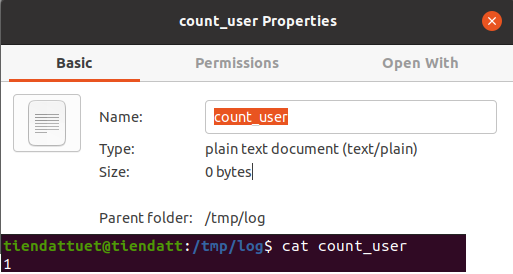 count_user Properties
Basic Permissions Open With
Name: count_user
Type: plain text document (text/plain)
Size: 0 bytes
Parent folder: /tmp/log
tiendattuet@tiendatt:/tmp/log$ cat count_user
1